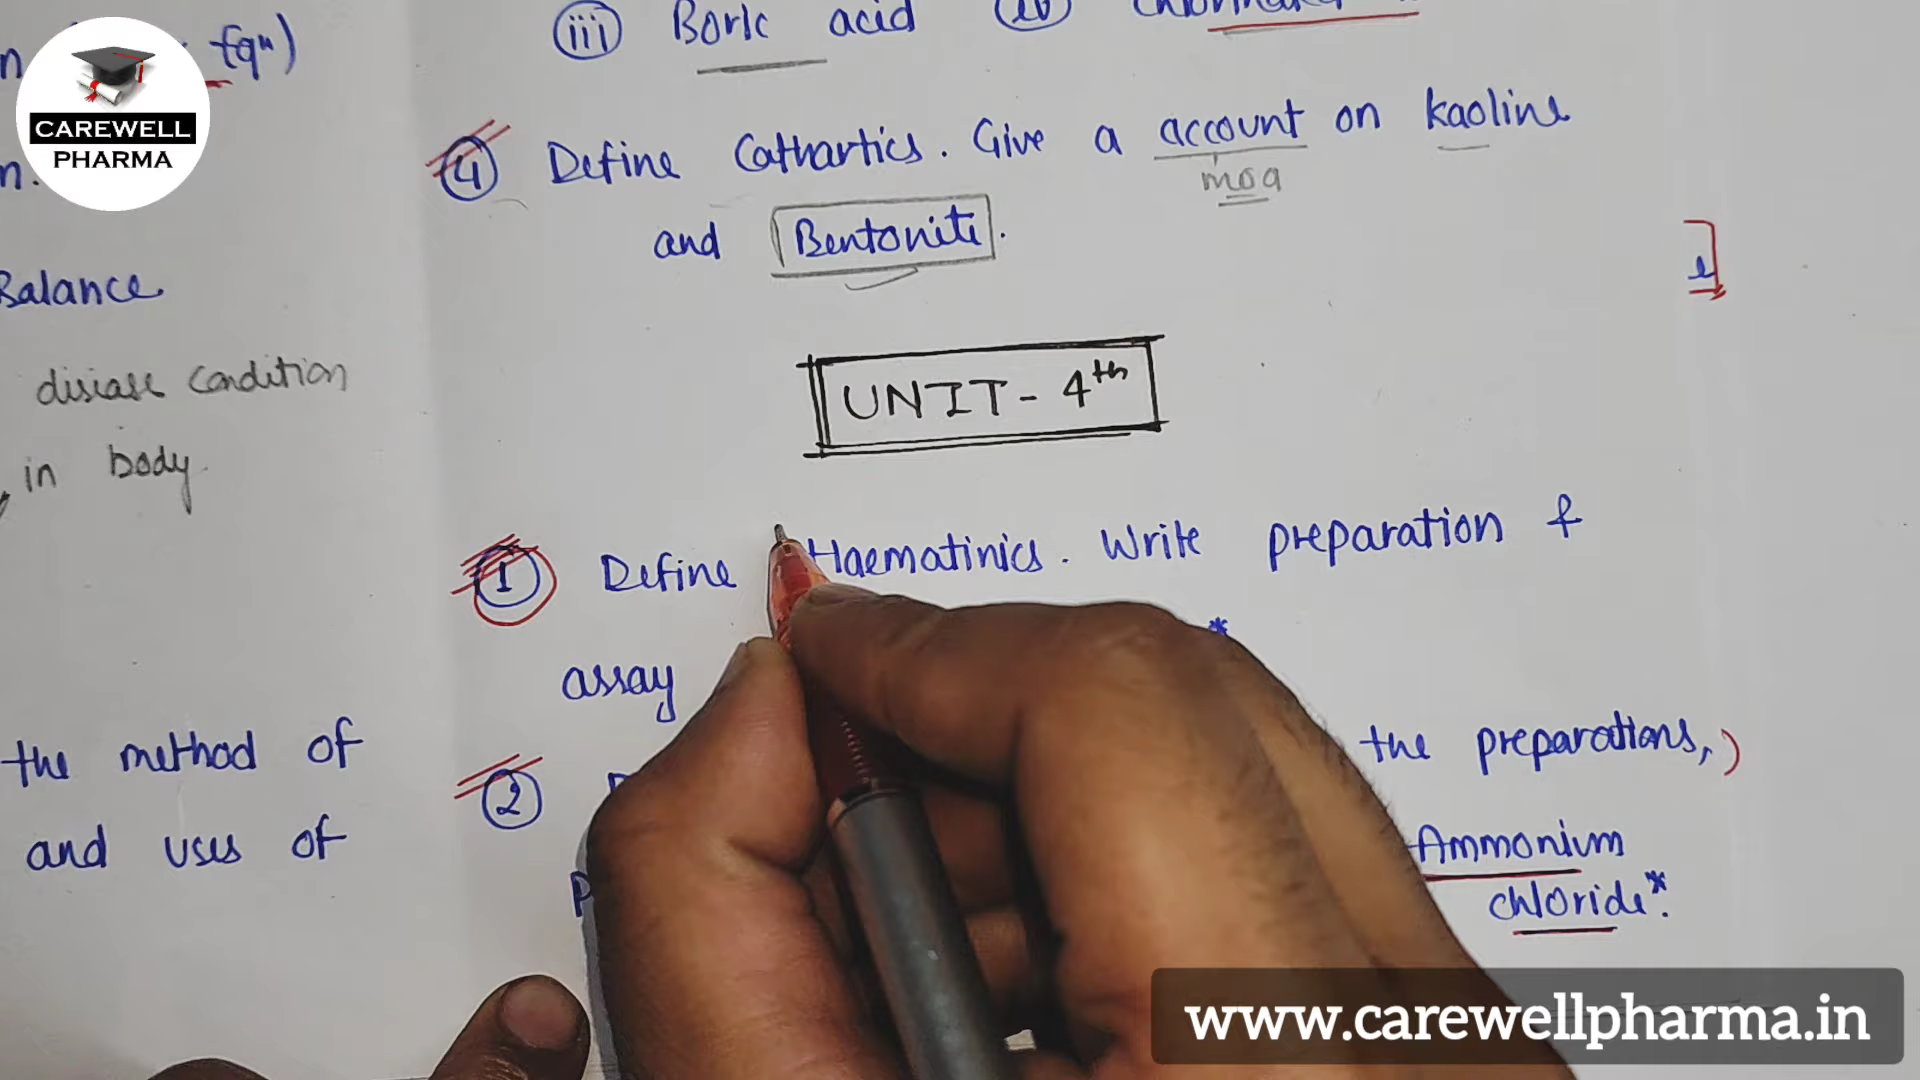 fqn)
(iii) Boric acid (iv)
CAREWELL
PHARMA
n.
(4) Define Cathartics. Give a account on kaoline
moa
and Bentonite.
Balance
disiase condition
in body.
UNIT - 4th
(1) Define Haematinics. Write preparation &
assay *
the method of
(2) the preparations,)
and uses of
Ammonium
chloride*.
www.carewellpharma.in